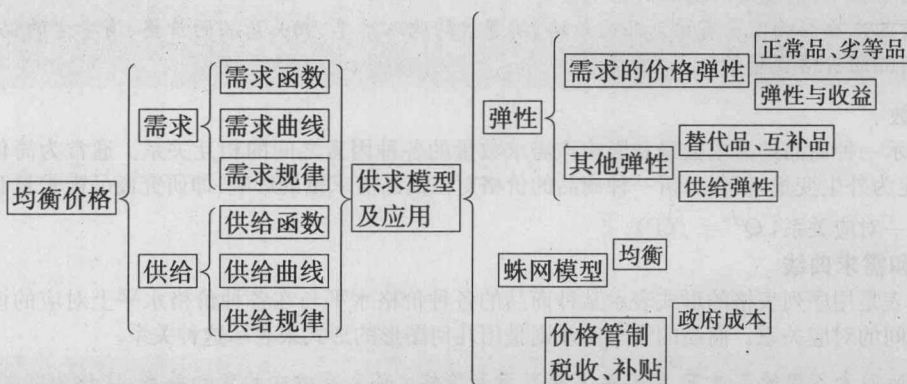 均衡价格
需求
需求函数
需求曲线
需求规律
供给
供给函数
供给曲线
供给规律
供求模型
及应用
弹性
需求的价格弹性
正常品、劣等品
弹性与收益
其他弹性
替代品、互补品
供给弹性
蛛网模型
均衡
价格管制
税收、补贴
政府成本